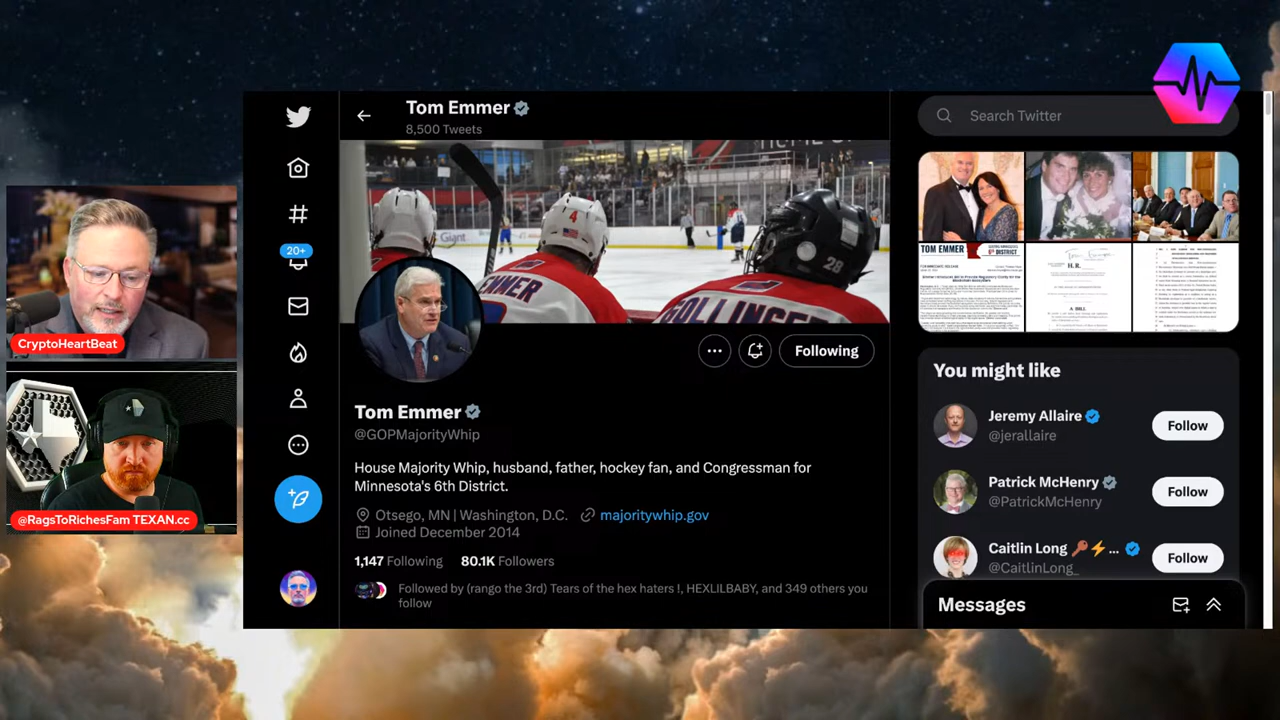 CryptoHeartBeat
@RagsToRichesFam TEXAN.cc
20+
Tom Emmer
8,500 Tweets
Giant
4
28
Following
Tom Emmer
@GOPMajorityWhip
House Majority Whip, husband, father, hockey fan, and Congressman for
Minnesota's 6th District.
Otsego, MN | Washington, D.C. majoritywhip.gov
Joined December 2014
1,147 Following 80.1K Followers
Followed by (rango the 3rd) Tears of the hex haters !, HEXLILBABY, and 349 others you
follow
Search Twitter
TOM EMMER
H. R.
A BILL
You might like
Jeremy Allaire
@jerallaire
Follow
Patrick McHenry
@PatrickMcHenry
Follow
Caitlin Long 🔑⚡...
@CaitlinLong_
Follow
Messages